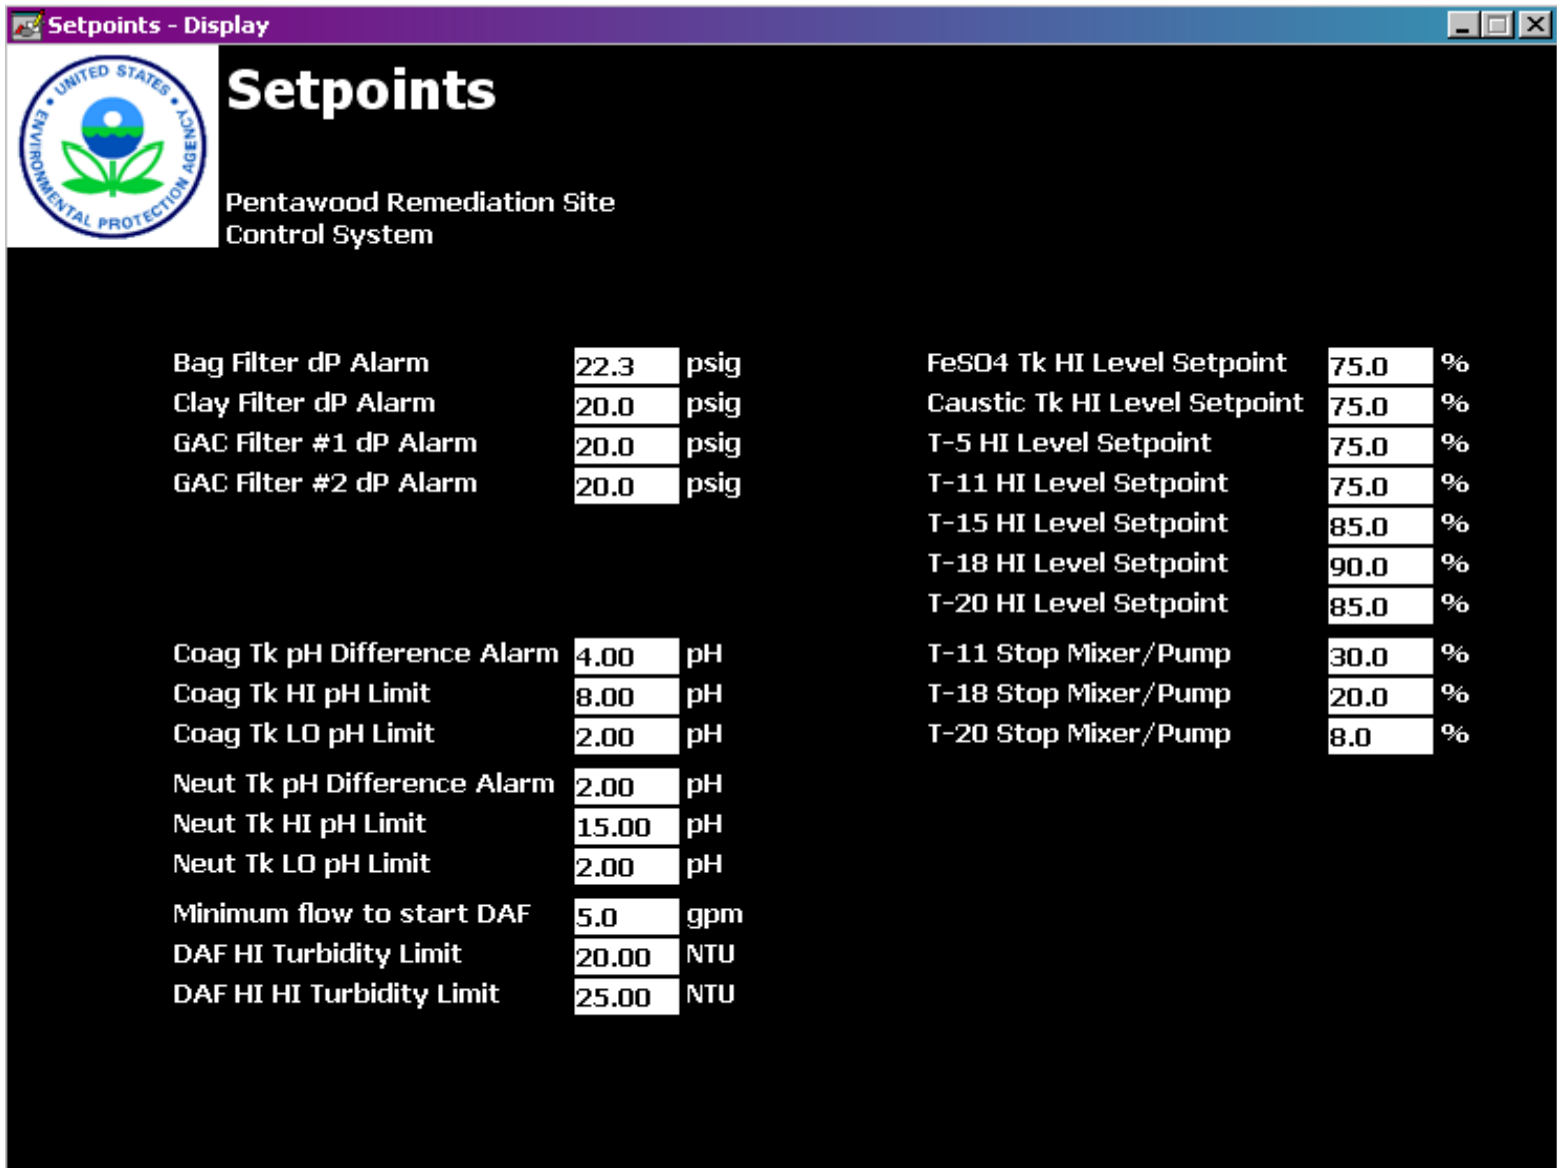 Setpoints - Display
UNITED STATES
ENVIRONMENTAL PROTECTION AGENCY
Setpoints
Pentawood Remediation Site
Control System
Bag Filter dP Alarm 22.3 psig
Clay Filter dP Alarm 20.0 psig
GAC Filter #1 dP Alarm 20.0 psig
GAC Filter #2 dP Alarm 20.0 psig
Coag Tk pH Difference Alarm 4.00 pH
Coag Tk HI pH Limit 8.00 pH
Coag Tk LO pH Limit 2.00 pH
Neut Tk pH Difference Alarm 2.00 pH
Neut Tk HI pH Limit 15.00 pH
Neut Tk LO pH Limit 2.00 pH
Minimum flow to start DAF 5.0 gpm
DAF HI Turbidity Limit 20.00 NTU
DAF HI HI Turbidity Limit 25.00 NTU
FeSO4 Tk HI Level Setpoint 75.0 %
Caustic Tk HI Level Setpoint 75.0 %
T-5 HI Level Setpoint 75.0 %
T-11 HI Level Setpoint 75.0 %
T-15 HI Level Setpoint 85.0 %
T-18 HI Level Setpoint 90.0 %
T-20 HI Level Setpoint 85.0 %
T-11 Stop Mixer/Pump 30.0 %
T-18 Stop Mixer/Pump 20.0 %
T-20 Stop Mixer/Pump 8.0 %